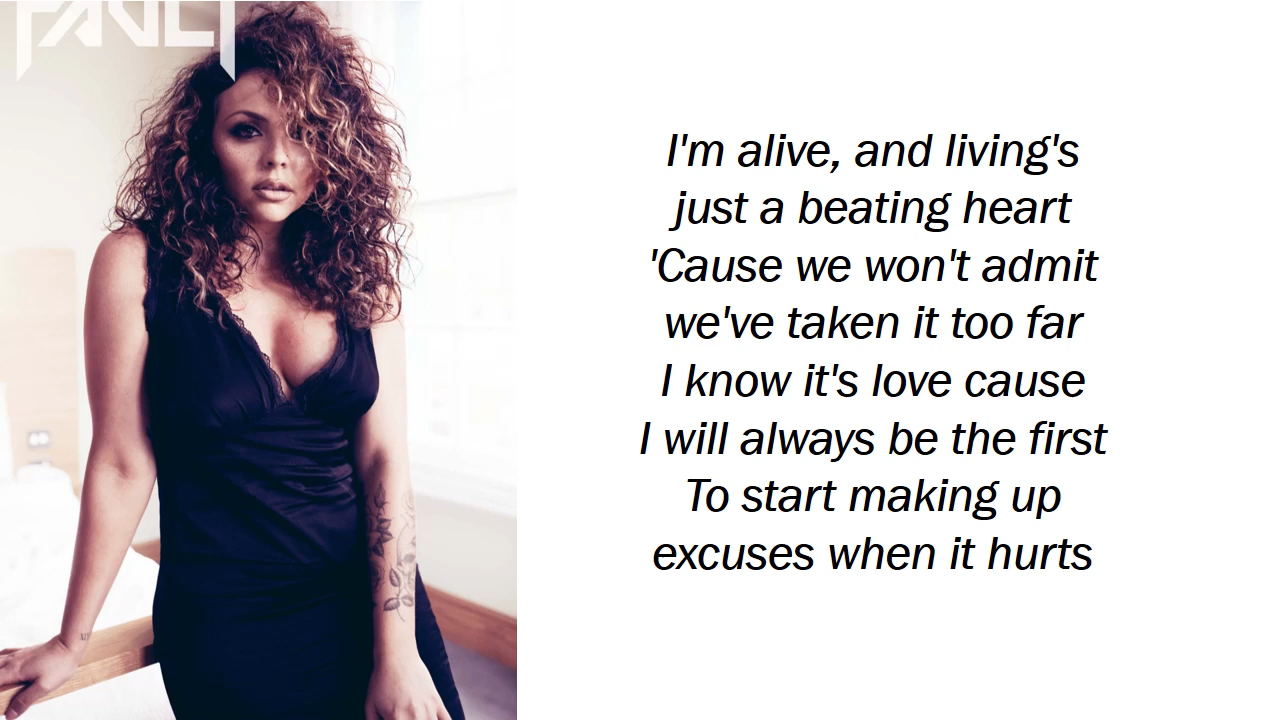 FAULT
I'm alive, and living's
just a beating heart
'Cause we won't admit
we've taken it too far
I know it's love cause
I will always be the first
To start making up
excuses when it hurts